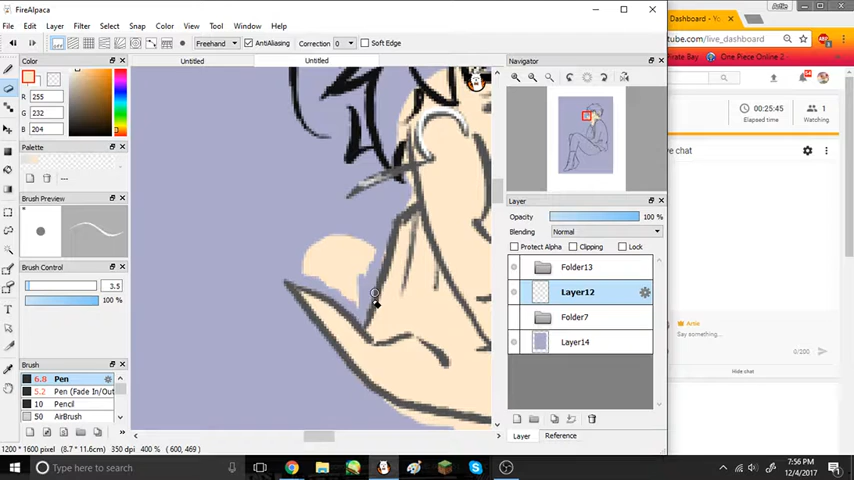 FireAlpaca
File Edit Layer Filter Select Snap Color View Tool Window Help
Freehand AntiAliasing Correction 0 Soft Edge
Color
R 255
G 232
B 204
Palette
---
Brush Preview
Brush Control
3.5
100 %
Brush
6.8 Pen
5.2 Pen (Fade In/Out
10 Pencil
50 AirBrush
Untitled Untitled
Navigator
Layer
Opacity 100 %
Blending Normal
Protect Alpha Clipping Lock
Folder13
Layer12
Folder7
Layer14
Layer Reference
1200 * 1600 pixel (8.7 * 11.6cm) 350 dpi 400 % ( 600, 469 )
Artie
Dashboard - Yo
tube.com/live_dashboard
irate Bay One Piece Online 2
00:25:45
Elapsed time
1
Watching
ve chat
Artie
Say something...
0/200
Hide chat
Type here to search
7:56 PM
12/4/2017